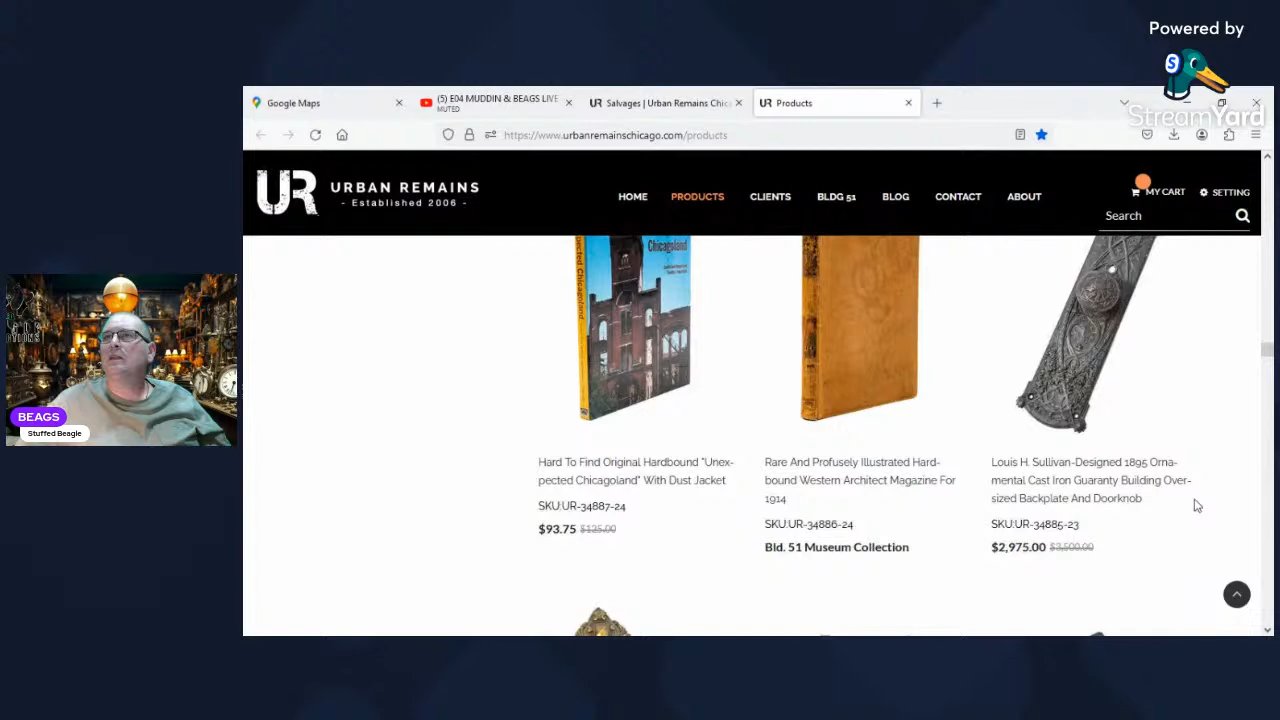 Powered by
S
StreamYard
Google Maps
(5) E04 MUDDIN & BEAGS LIVE
MUTED
UR Salvages | Urban Remains Chica
UR Products
https://www.urbanremainschicago.com/products
UR
URBAN REMAINS
- Established 2006 -
HOME PRODUCTS CLIENTS BLDG 51 BLOG CONTACT ABOUT
MY CART SETTING
Search
Chicagoland
BEAGS
Stuffed Beagle
Hard To Find Original Hardbound "Unex-
pected Chicagoland" With Dust Jacket
SKU:UR-34887-24
$93.75 $125.00
Rare And Profusely Illustrated Hard-
bound Western Architect Magazine For
1914
SKU:UR-34886-24
Bld. 51 Museum Collection
Louis H. Sullivan-Designed 1895 Orna-
mental Cast Iron Guaranty Building Over-
sized Backplate And Doorknob
SKU:UR-34885-23
$2,975.00 $3,500.00